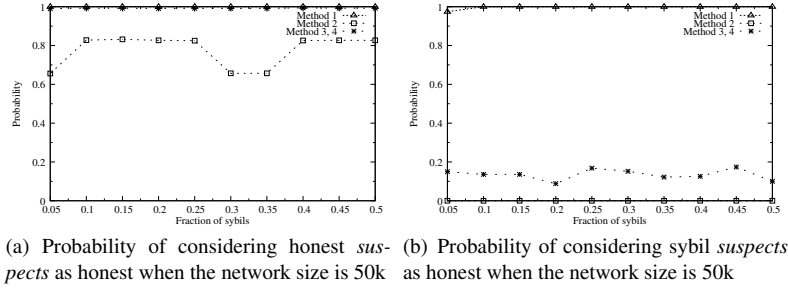 1
0.8
0.6
0.4
0.2
0
Probability
0.05 0.1 0.15 0.2 0.25 0.3 0.35 0.4 0.45 0.5
Fraction of sybils
Method 1
Method 2
Method 3, 4
(a) Probability of considering honest sus-
pects as honest when the network size is 50k
1
0.8
0.6
0.4
0.2
0
Probability
0.05 0.1 0.15 0.2 0.25 0.3 0.35 0.4 0.45 0.5
Fraction of sybils
Method 1
Method 2
Method 3, 4
(b) Probability of considering sybil suspects
as honest when the network size is 50k